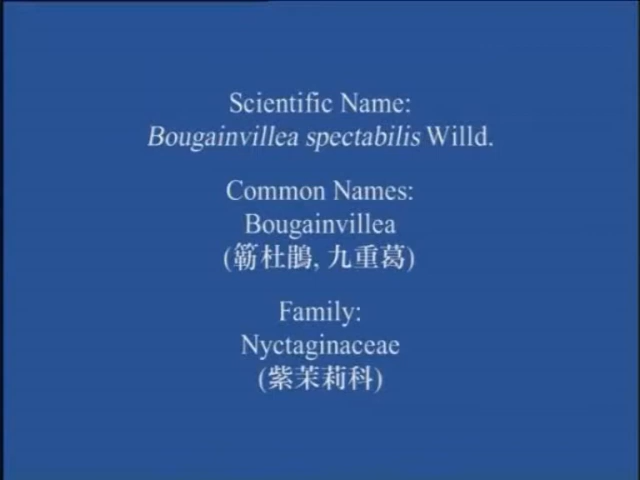 Scientific Name:
Bougainvillea spectabilis Willd.
Common Names:
Bougainvillea
(簕杜鵑, 九重葛)
Family:
Nyctaginaceae
(紫茉莉科)